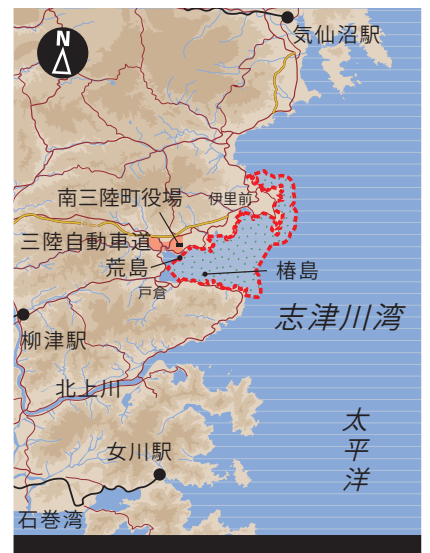 N
気仙沼駅
南三陸町役場
伊里前
三陸自動車道
荒島
椿島
戸倉
志津川湾
柳津駅
北上川
太平洋
女川駅
石巻湾